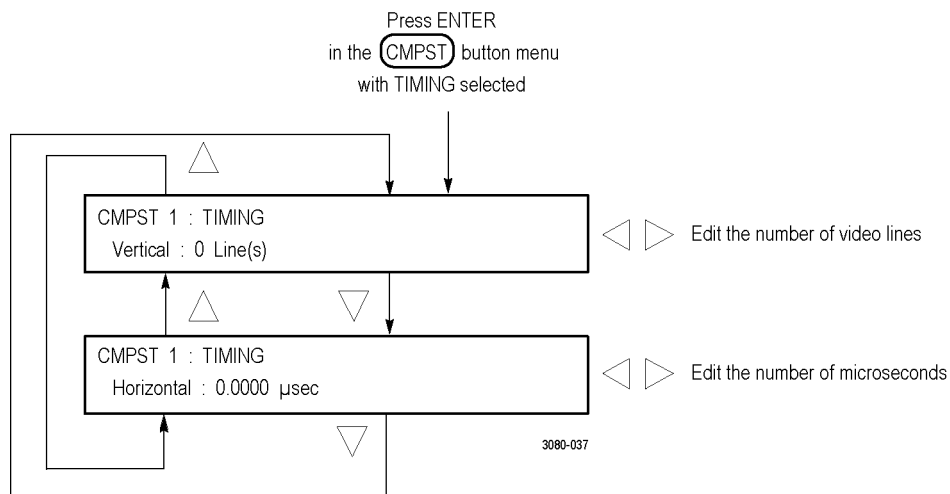 Press ENTER
in the CMPST button menu
with TIMING selected
CMPST 1 : TIMING
Vertical : 0 Line(s)
Edit the number of video lines
CMPST 1 : TIMING
Horizontal : 0.0000 µsec
Edit the number of microseconds
3080-037